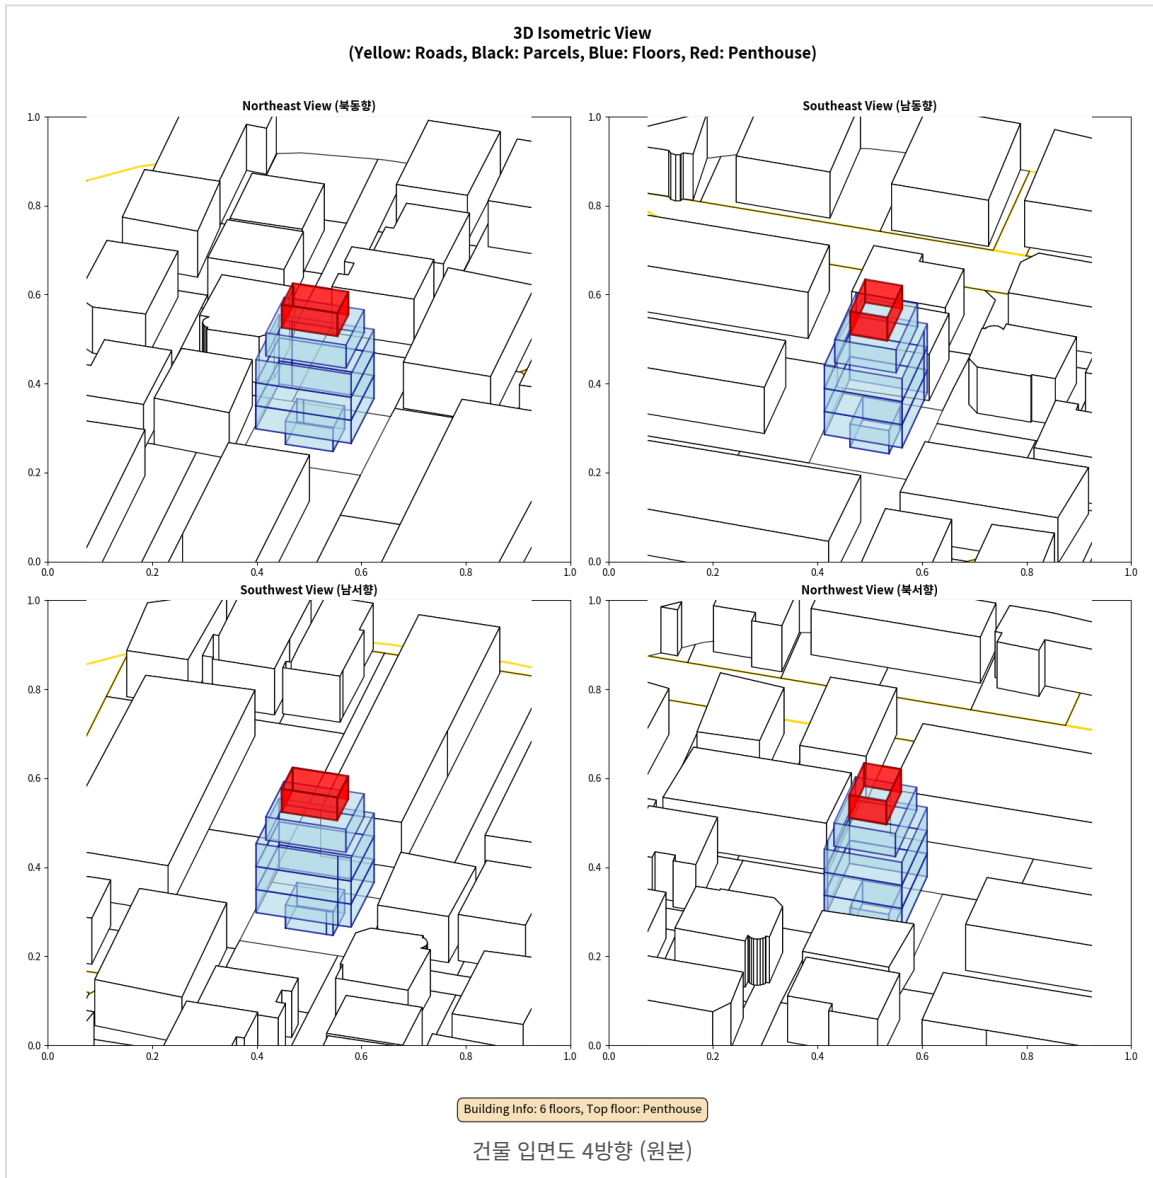 3D Isometric View
(Yellow: Roads, Black: Parcels, Blue: Floors, Red: Penthouse)
Northeast View (북동향)
1.0
0.8
0.6
0.4
0.2
0.0
0.0 0.2 0.4 0.6 0.8 1.0
Southeast View (남동향)
1.0
0.8
0.6
0.4
0.2
0.0
0.0 0.2 0.4 0.6 0.8 1.0
Southwest View (남서향)
1.0
0.8
0.6
0.4
0.2
0.0
0.0 0.2 0.4 0.6 0.8 1.0
Northwest View (북서향)
1.0
0.8
0.6
0.4
0.2
0.0
0.0 0.2 0.4 0.6 0.8 1.0
Building Info: 6 floors, Top floor: Penthouse
건물 입면도 4방향 (원본)